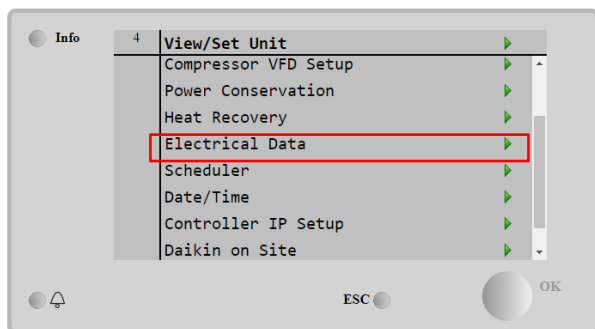 Info
4 View/Set Unit
Compressor VFD Setup
Power Conservation
Heat Recovery
Electrical Data
Scheduler
Date/Time
Controller IP Setup
Daikin on Site
ESC
OK